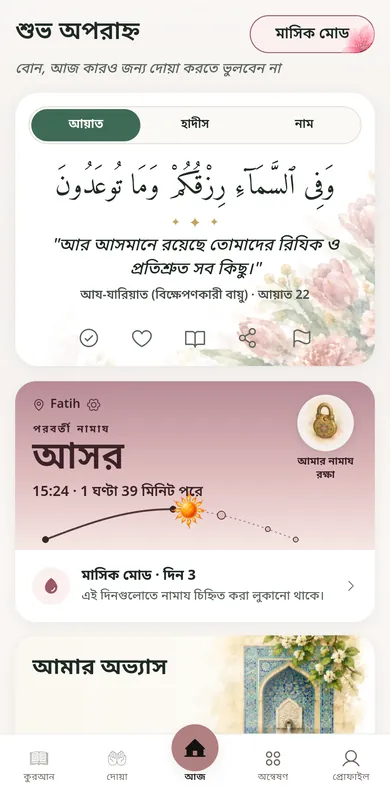 শুভ অপরাহ্ন
মাসিক মোড
বোন, আজ কারও জন্য দোয়া করতে ভুলবেন না
আয়াত
হাদীস
নাম
وَفِى ٱلسَّمَآءِ رِزْقُكُمْ وَمَا تُوعَدُونَ
"আর আসমানে রয়েছে তোমাদের রিযিক ও
প্রতিশ্রুত সব কিছু।"
আয-যারিয়াত (বিক্ষেপণকারী বায়ু) · আয়াত 22
Fatih
পরবর্তী নামায
আসর
15:24 · 1 ঘণ্টা 39 মিনিট পরে
আমার নামায
রক্ষা
মাসিক মোড · দিন 3
এই দিনগুলোতে নামায চিহ্নিত করা লুকানো থাকে।
আমার অভ্যাস
কুরআন
দোয়া
আজ
অন্বেষণ
প্রোফাইল